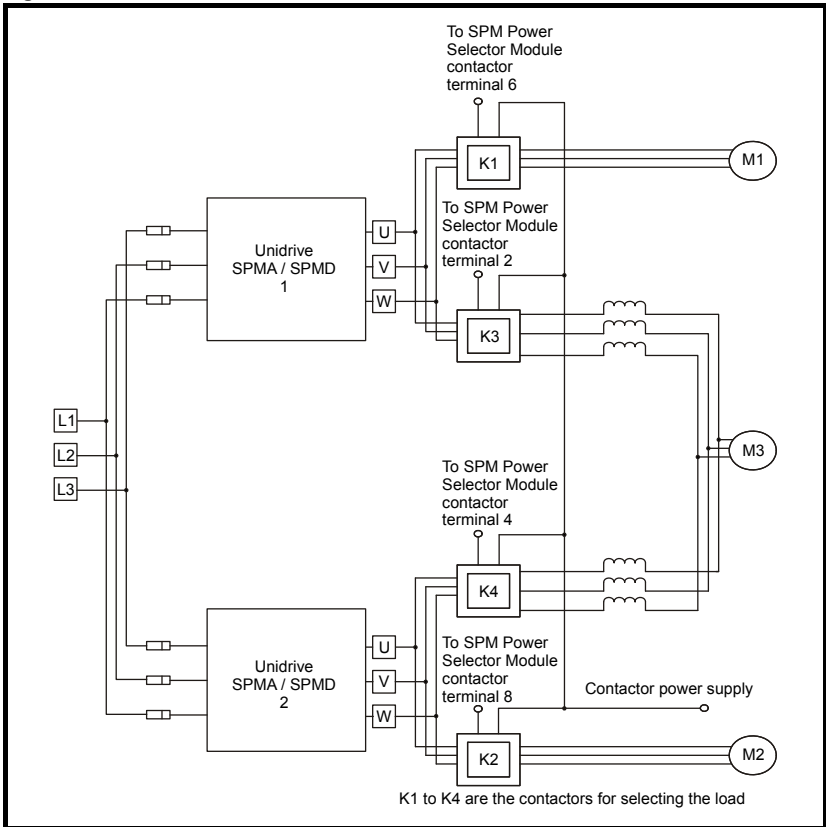 To SPM Power
Selector Module
contactor
terminal 6
K1
M1
To SPM Power
Selector Module
contactor
terminal 2
Unidrive
SPMA / SPMD
1
U
V
W
K3
L1
L2
L3
M3
To SPM Power
Selector Module
contactor
terminal 4
K4
To SPM Power
Selector Module
contactor
terminal 8
Unidrive
SPMA / SPMD
2
U
V
W
Contactor power supply
K2
M2
K1 to K4 are the contactors for selecting the load